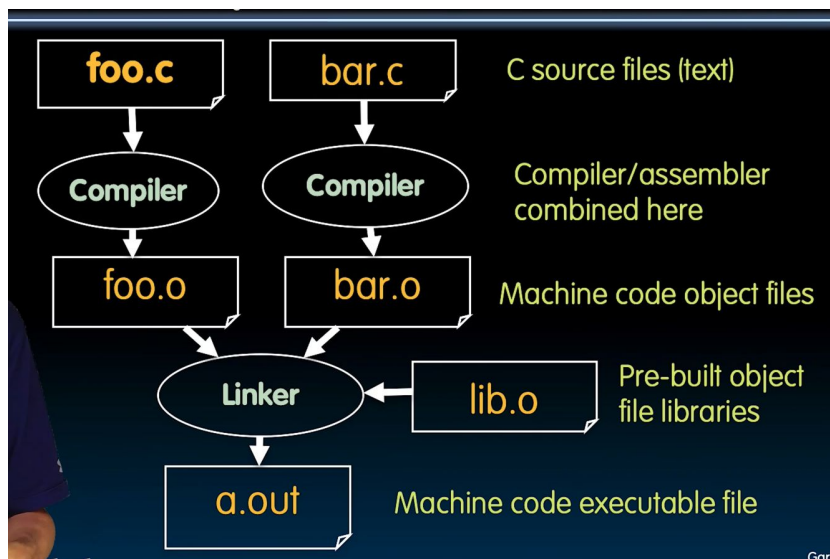 foo.c
bar.c
C source files (text)
Compiler
Compiler
Compiler/assembler
combined here
foo.o
bar.o
Machine code object files
Linker
lib.o
Pre-built object
file libraries
a.out
Machine code executable file